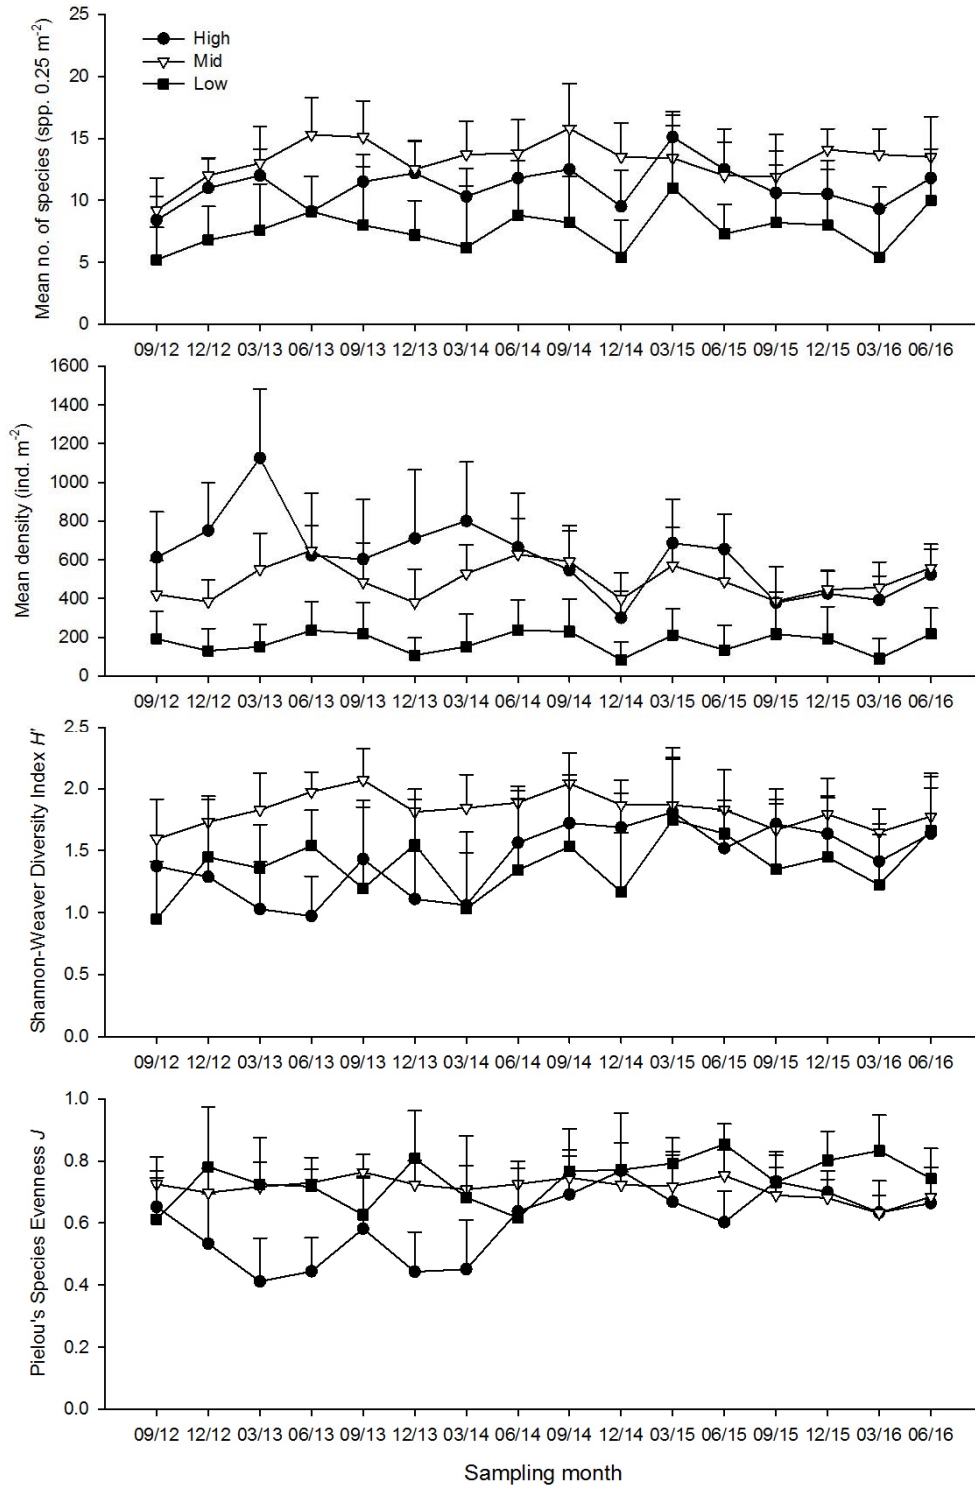 Mean no. of species (spp. 0.25 m⁻²)
25
20
15
10
5
0
High
Mid
Low
09/12 12/12 03/13 06/13 09/13 12/13 03/14 06/14 09/14 12/14 03/15 06/15 09/15 12/15 03/16 06/16
Mean density (ind. m⁻²)
1600
1400
1200
1000
800
600
400
200
0
09/12 12/12 03/13 06/13 09/13 12/13 03/14 06/14 09/14 12/14 03/15 06/15 09/15 12/15 03/16 06/16
Shannon-Weaver Diversity Index H'
2.5
2.0
1.5
1.0
0.5
0.0
09/12 12/12 03/13 06/13 09/13 12/13 03/14 06/14 09/14 12/14 03/15 06/15 09/15 12/15 03/16 06/16
Pielou's Species Evenness J
1.0
0.8
0.6
0.4
0.2
0.0
09/12 12/12 03/13 06/13 09/13 12/13 03/14 06/14 09/14 12/14 03/15 06/15 09/15 12/15 03/16 06/16
Sampling month